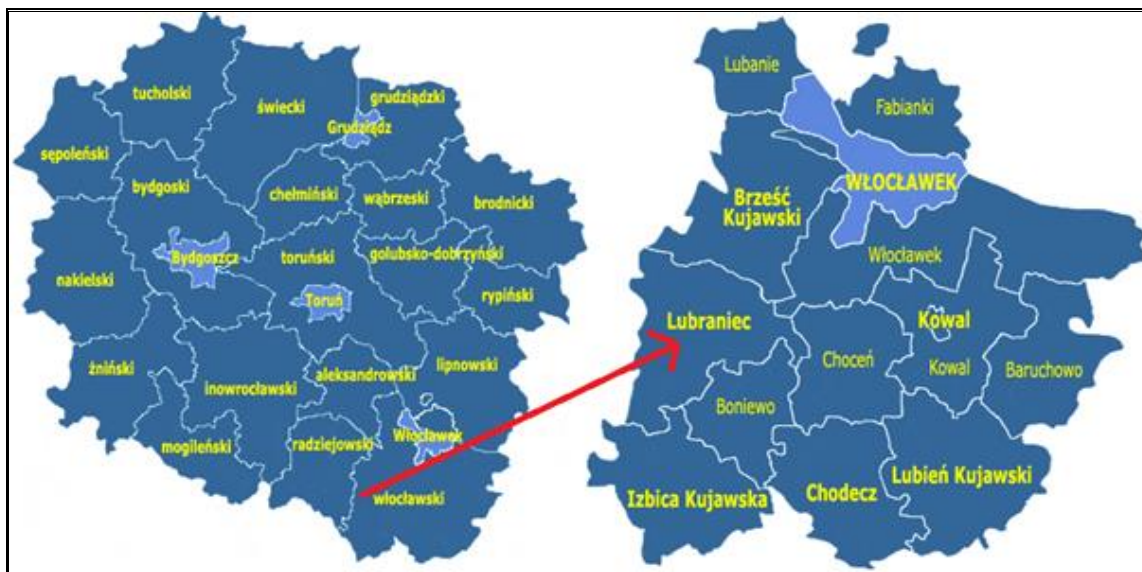 tucholski
świecki
grudziądzki
Grudziądz
sępoleński
bydgoski
chełmiński
wąbrzeski
brodnicki
Bydgoszcz
toruński
golubsko-dobrzyński
nakielski
Toruń
rypiński
żniński
inowrocławski
aleksandrowski
lipnowski
mogileński
radziejowski
Włocławek
włocławski
Lubanie
Fabianki
WŁOCŁAWEK
Brześć
Kujawski
Włocławek
Lubraniec
Kowal
Choceń
Kowal
Baruchowo
Boniewo
Izbica Kujawska
Chodecz
Lubień Kujawski